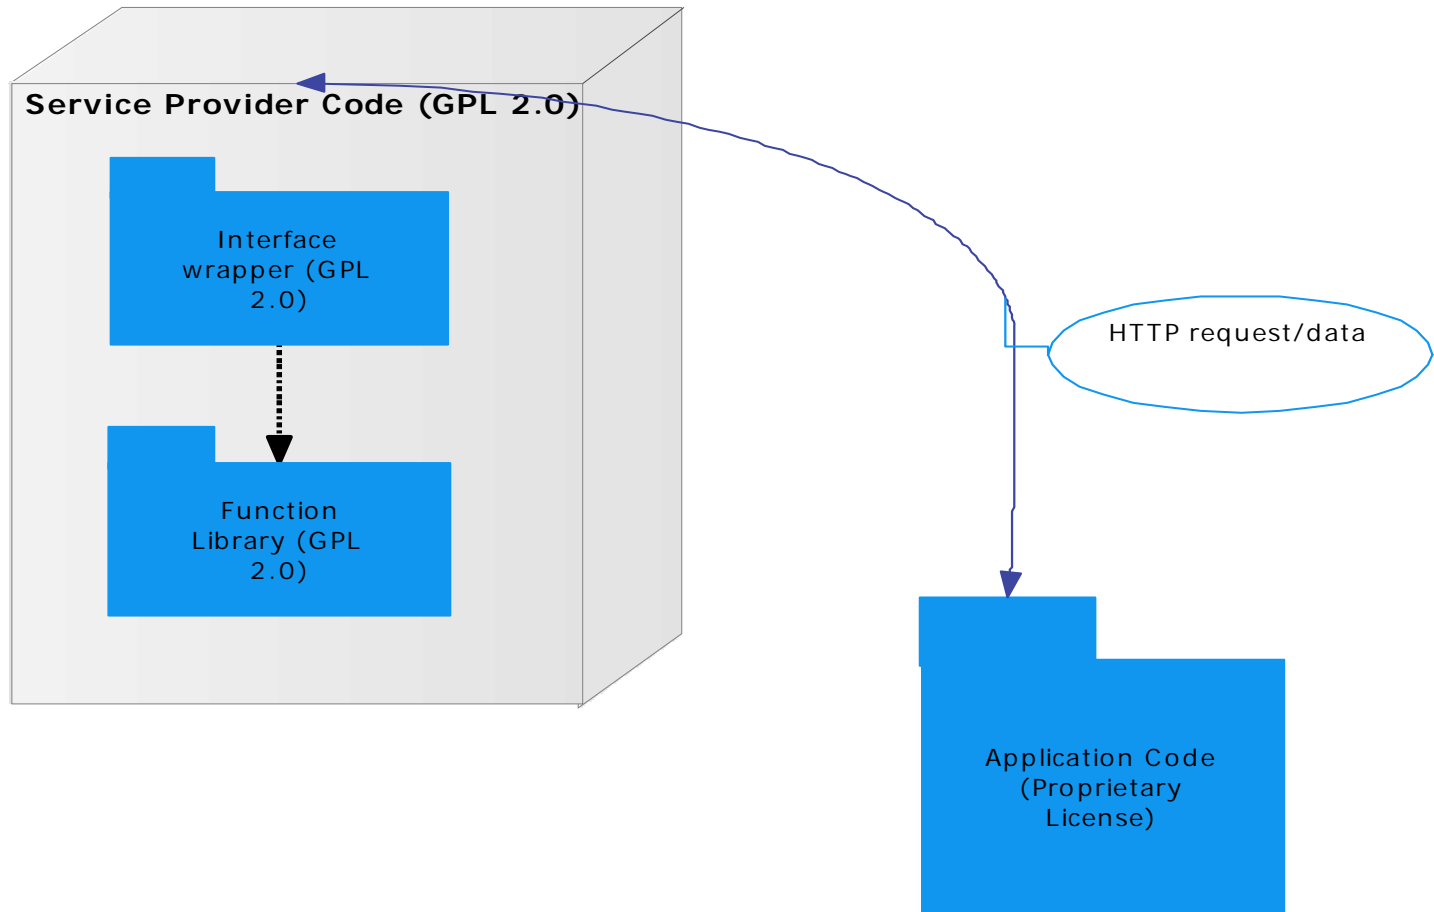 Service Provider Code (GPL 2.0)
Interface
wrapper (GPL
2.0)
HTTP request/data
Function
Library (GPL
2.0)
Application Code
(Proprietary
License)